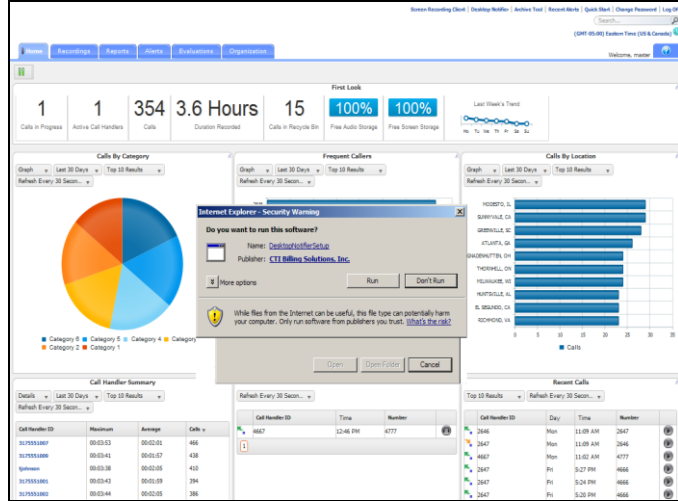 Screen Recording Client | Desktop Notifier | Archive Tool | Recent Alerts | Quick Start | Change Password | Log Of
Search...
(GMT-05:00) Eastern Time (US & Canada)
Home Recordings Reports Alerts Evaluations Organization
Welcome, master
First Look
1 1 354 3.6 Hours 15 100% 100% Last Week's Trend
Calls in Progress Active Call Handlers Calls Duration Recorded Calls in Recycle Bin Free Audio Storage Free Screen Storage Mo Tu We Th Fr Sa Su
Calls By Category Frequent Callers Calls By Location
Graph Last 30 Days Top 10 Results Graph Last 30 Days Top 10 Results Graph Last 30 Days Top 10 Results
Refresh Every 30 Secon... Refresh Every 30 Secon... Refresh Every 30 Secon...
MODESTO, IL
SUNNYVALE, CA
GREENVILLE, SC
ATLANTA, GA
GNADENHUTTEN, OH
THORNHILL, ON
MILWAUKEE, WI
HUNTSVILLE, AL
EL SEGUNDO, CA
RICHMOND, VA
0 5 10 15 20 25 30 35
Calls
Internet Explorer - Security Warning
Do you want to run this software?
Name: DesktopNotifierSetup
Publisher: CTI Billing Solutions, Inc.
More options Run Don't Run
While files from the Internet can be useful, this file type can potentially harm
your computer. Only run software from publishers you trust. What's the risk?
Open Open Folder Cancel
Category 6 Category 5 Category 4 Category
Category 2 Category 1
Call Handler Summary Recent Calls
Details Last 30 Days Top 10 Results Top 10 Results Refresh Every 30 Secon...
Refresh Every 30 Secon... Refresh Every 30 Secon...
Call Handler ID Maximum Average Calls
3175551007 00:03:53 00:02:01 466
3175551000 00:03:41 00:01:57 438
tjohnson 00:03:38 00:02:05 410
3175551001 00:03:43 00:01:09 394
3175551002 00:03:44 00:02:05 386
Call Handler ID Time Number
4667 12:46 PM 4777
1
Call Handler ID Day Time Number
2646 Mon 11:09 AM 2647
2647 Mon 11:09 AM 2646
4667 Mon 11:02 AM 4777
2647 Fri 5:27 PM 4666
2647 Fri 5:24 PM 4666
2647 Fri 5:20 PM 4666